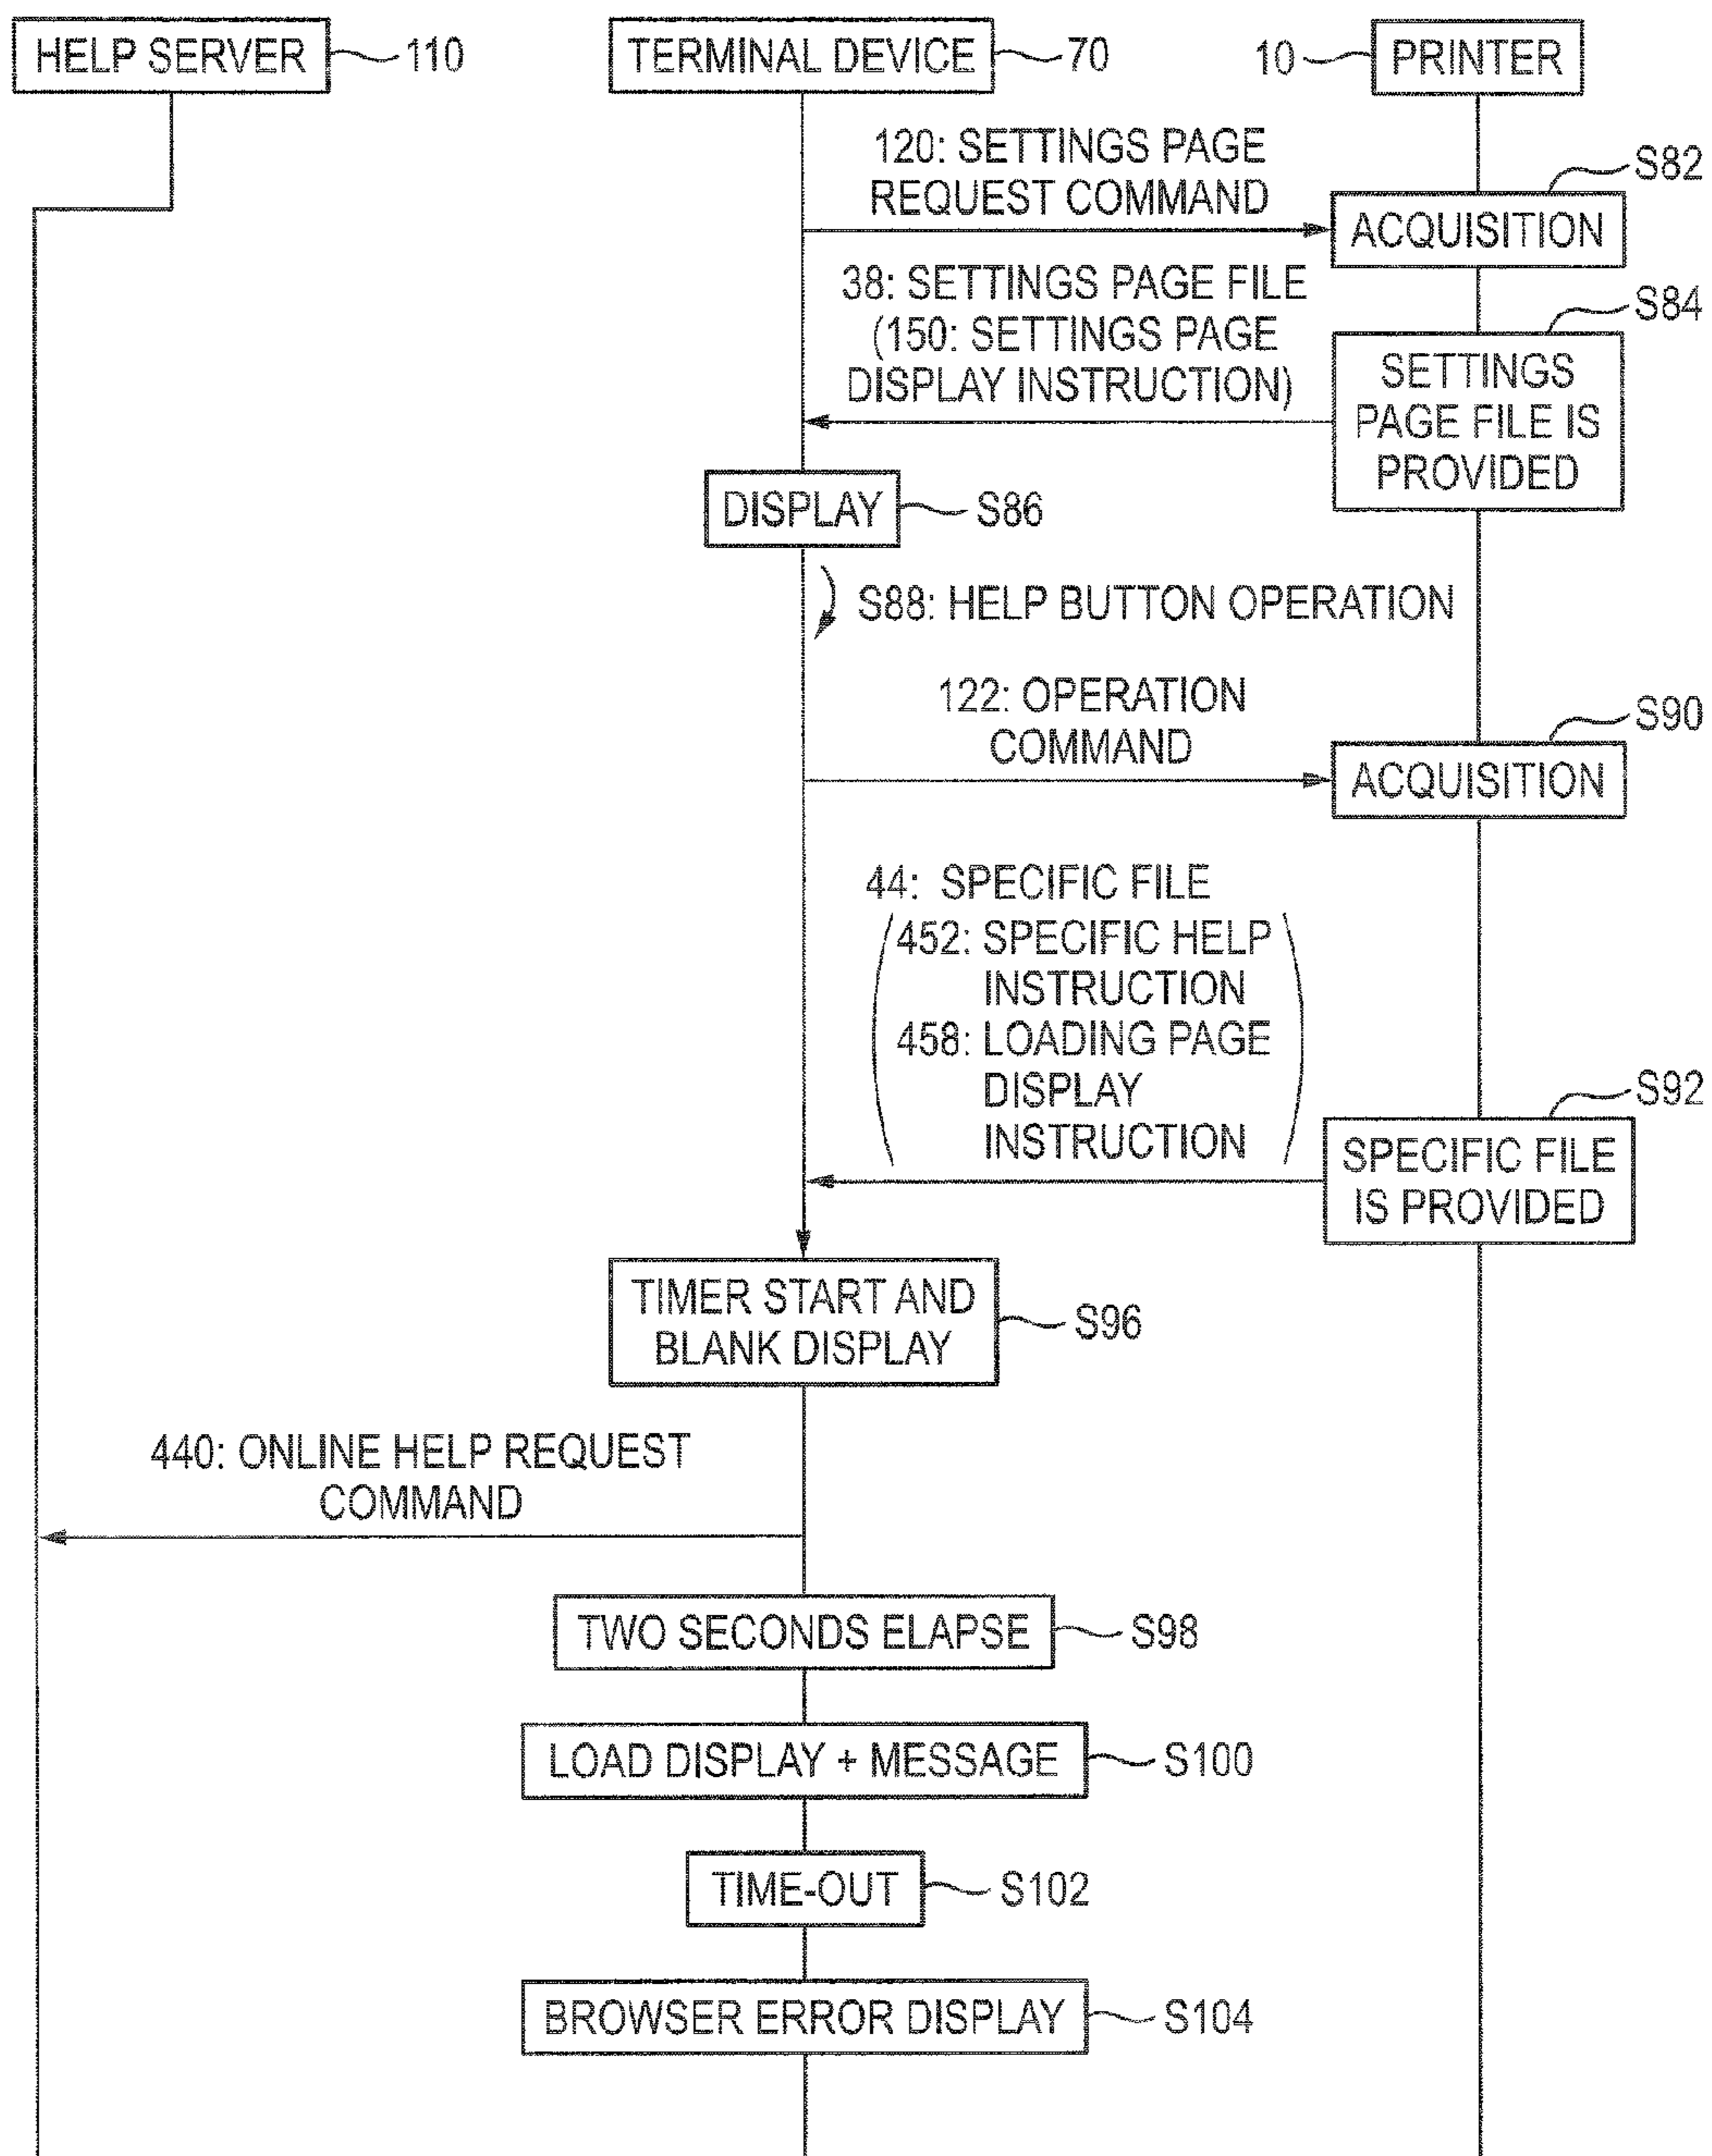 HELP SERVER
110
TERMINAL DEVICE
70
10
PRINTER
120: SETTINGS PAGE
REQUEST COMMAND
S82
ACQUISITION
38: SETTINGS PAGE FILE
(150: SETTINGS PAGE
DISPLAY INSTRUCTION)
S84
SETTINGS
PAGE FILE IS
PROVIDED
DISPLAY
S86
S88: HELP BUTTON OPERATION
122: OPERATION
COMMAND
S90
ACQUISITION
44: SPECIFIC FILE
452: SPECIFIC HELP
INSTRUCTION
458: LOADING PAGE
DISPLAY
INSTRUCTION
S92
SPECIFIC FILE
IS PROVIDED
TIMER START AND
BLANK DISPLAY
S96
440: ONLINE HELP REQUEST
COMMAND
TWO SECONDS ELAPSE
S98
LOAD DISPLAY + MESSAGE
S100
TIME-OUT
S102
BROWSER ERROR DISPLAY
S104